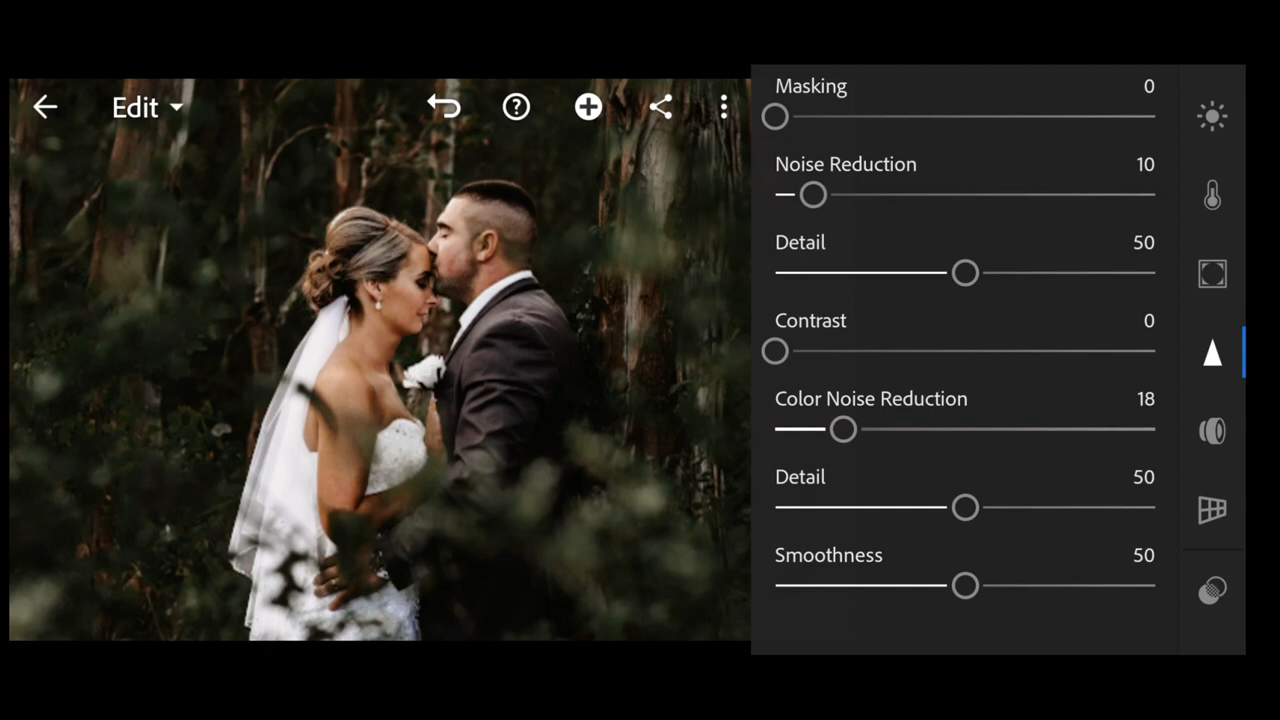 Edit
Masking 0
Noise Reduction 10
Detail 50
Contrast 0
Color Noise Reduction 18
Detail 50
Smoothness 50